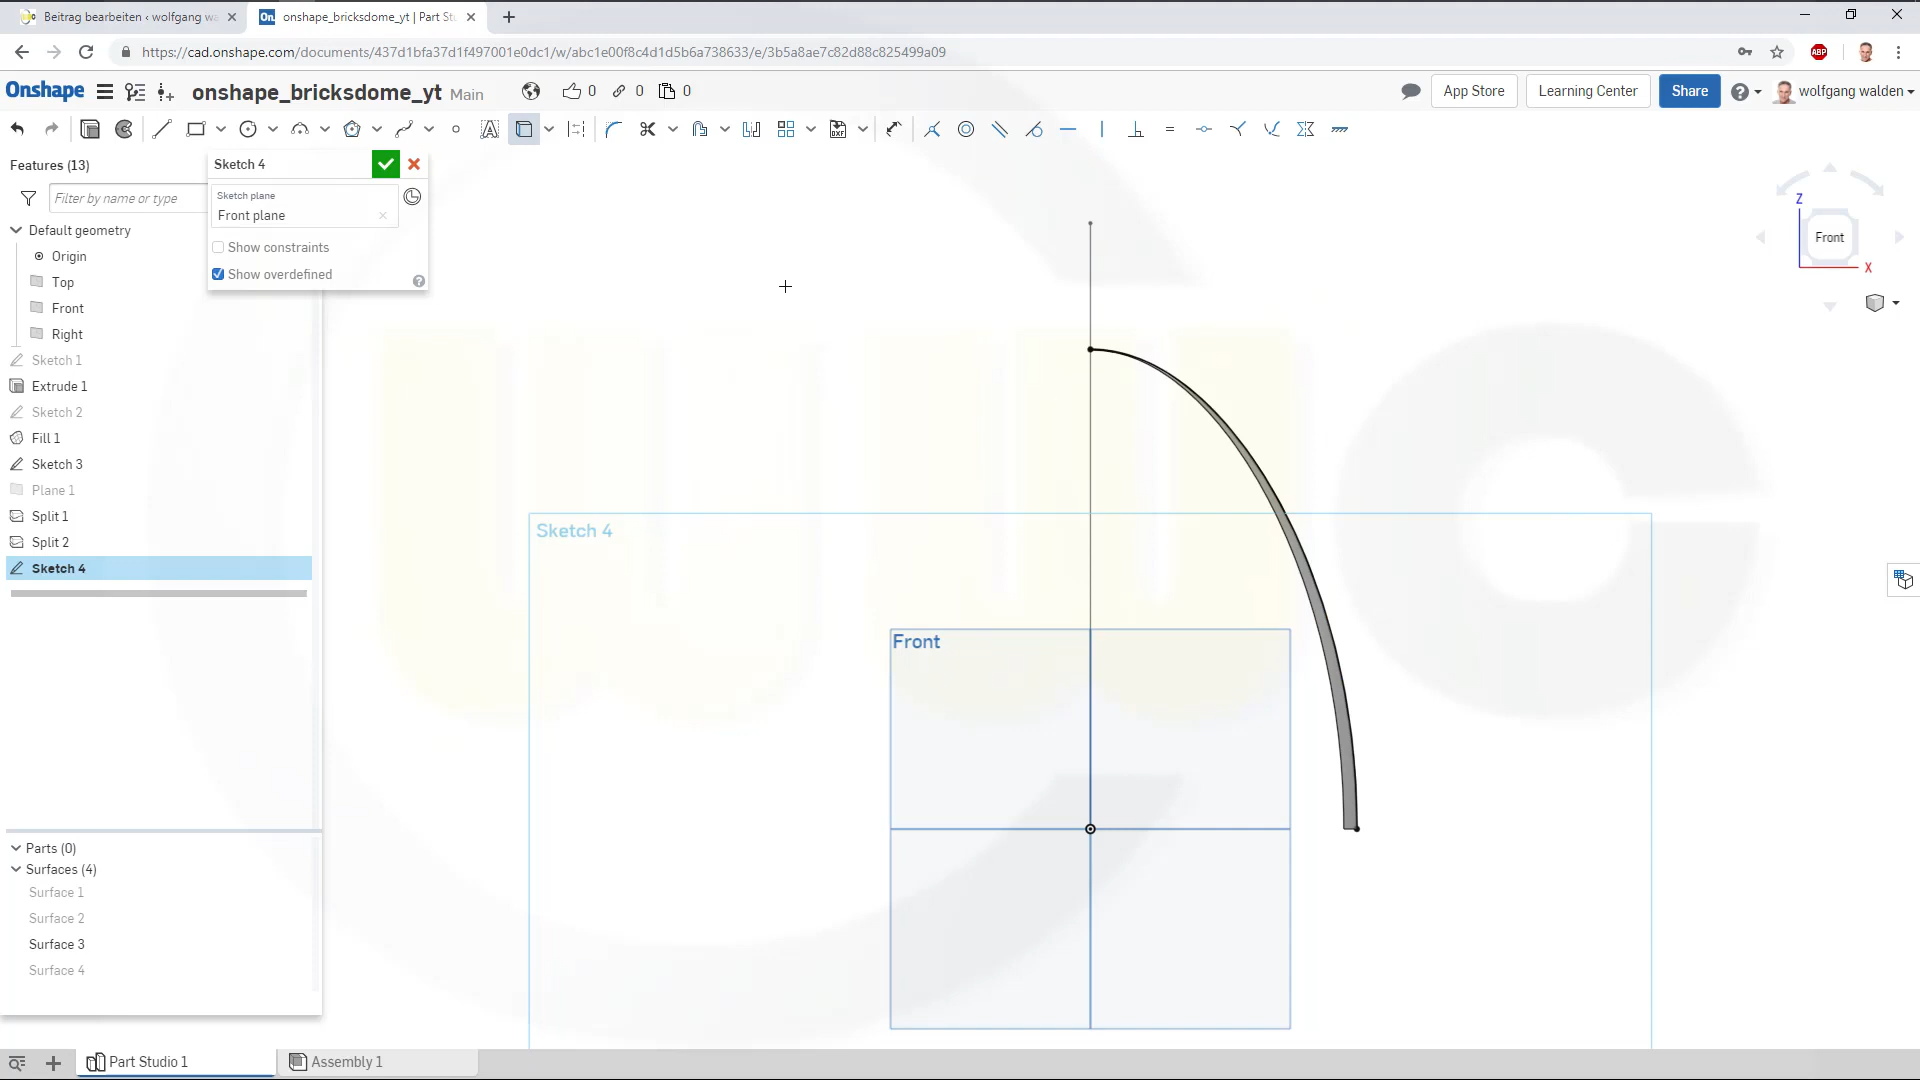 Beitrag bearbeiten ‹ wolfgang wa
onshape_bricksdome_yt | Part St
https://cad.onshape.com/documents/437d1bfa37d1f497001e0dc1/w/abc1e00f8c4d1d5b6a738633/e/3b5a8ae7c82d88c825499a09
ABP
Onshape
onshape_bricksdome_yt Main
0 0 0
App Store
Learning Center
Share
wolfgang walden
DXF
Features (13)
Filter by name or type
Sketch 4
Sketch plane
Front plane
Show constraints
Show overdefined
Default geometry
Origin
Top
Front
Right
Sketch 1
Extrude 1
Sketch 2
Fill 1
Sketch 3
Plane 1
Split 1
Split 2
Sketch 4
Parts (0)
Surfaces (4)
Surface 1
Surface 2
Surface 3
Surface 4
Sketch 4
Front
Z
Front
X
Part Studio 1
Assembly 1